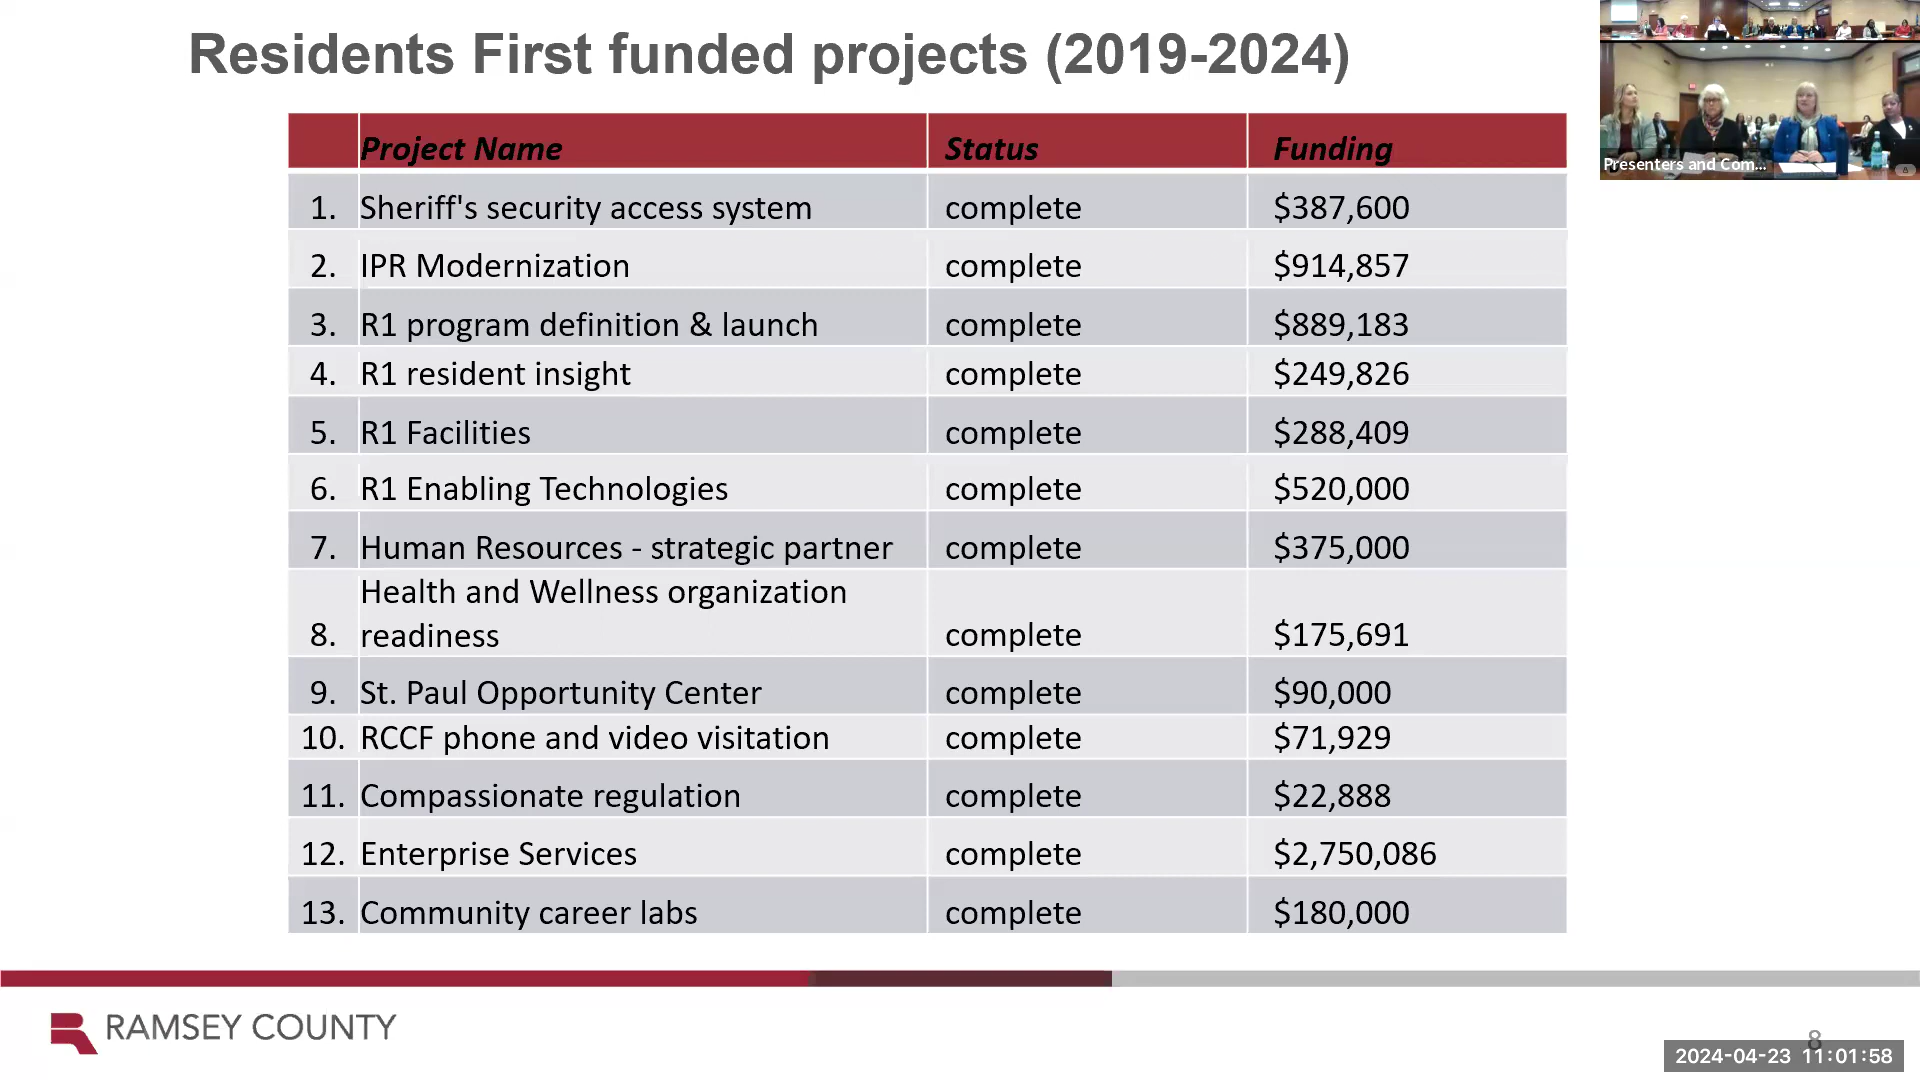 Residents First funded projects (2019-2024)
Project Name Status Funding
1. Sheriff's security access system complete $387,600
2. IPR Modernization complete $914,857
3. R1 program definition & launch complete $889,183
4. R1 resident insight complete $249,826
5. R1 Facilities complete $288,409
6. R1 Enabling Technologies complete $520,000
7. Human Resources - strategic partner complete $375,000
Health and Wellness organization
8. readiness complete $175,691
9. St. Paul Opportunity Center complete $90,000
10. RCCF phone and video visitation complete $71,929
11. Compassionate regulation complete $22,888
12. Enterprise Services complete $2,750,086
13. Community career labs complete $180,000
Presenters and Com...
RAMSEY COUNTY
8
2024-04-23 11:01:58